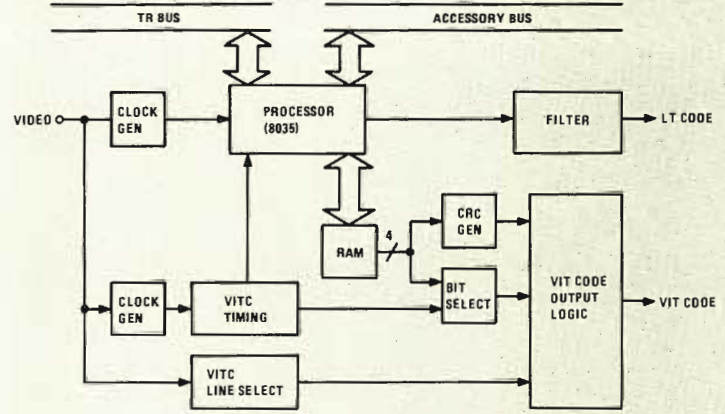 TR BUS
ACCESSORY BUS
VIDEO
CLOCK
GEN
PROCESSOR
(8035)
FILTER
LT CODE
RAM
4
CRC
GEN
CLOCK
GEN
VITC
TIMING
BIT
SELECT
VIT CODE
OUTPUT
LOGIC
VIT CODE
VITC
LINE SELECT